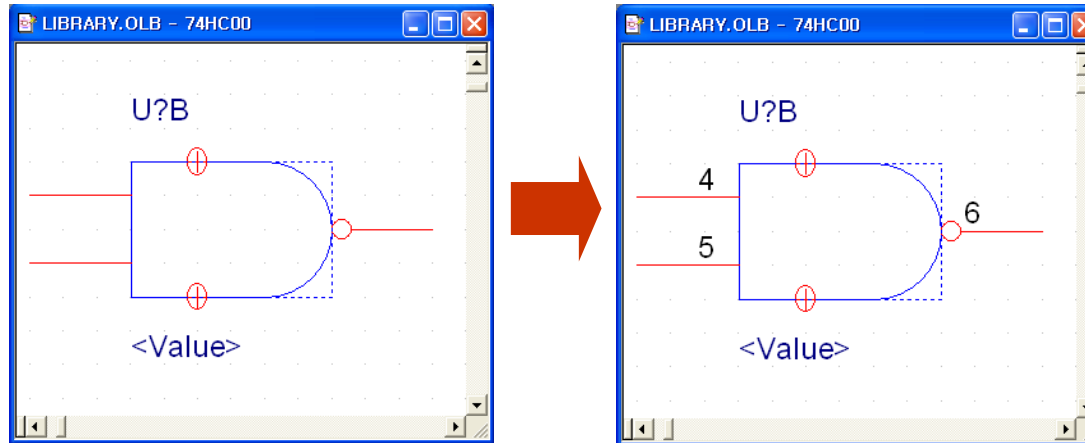 LIBRARY.OLB - 74HC00
U?B
<Value>
LIBRARY.OLB - 74HC00
U?B
4
6
5
<Value>